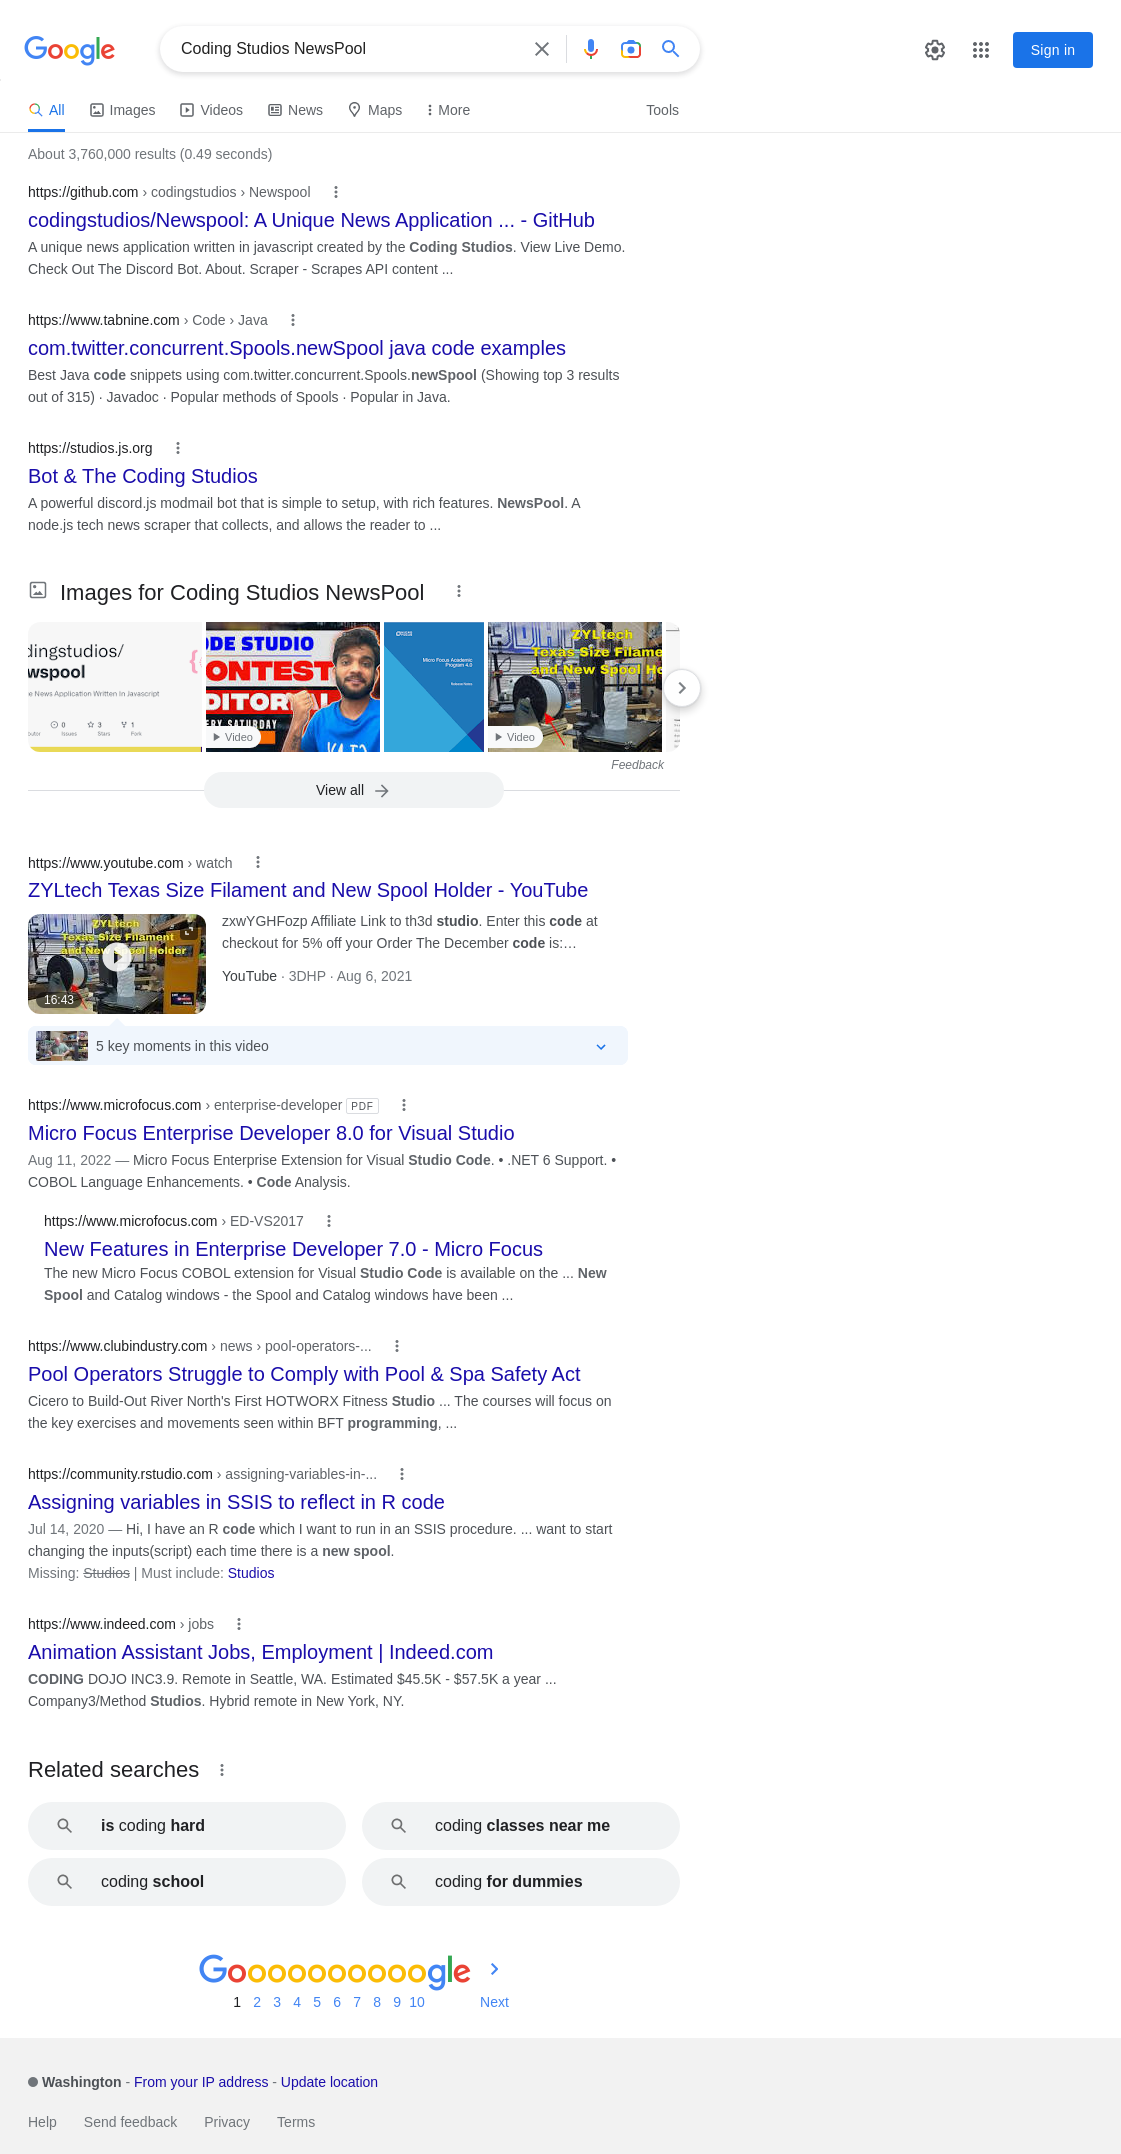 Google
Coding Studios NewsPool
Sign in
All
Images
Videos
News
Maps
More
Tools
About 3,760,000 results (0.49 seconds)
https://github.com › codingstudios › Newspool
codingstudios/Newspool: A Unique News Application ... - GitHub
A unique news application written in javascript created by the Coding Studios. View Live Demo.
Check Out The Discord Bot. About. Scraper - Scrapes API content ...
https://www.tabnine.com › Code › Java
com.twitter.concurrent.Spools.newSpool java code examples
Best Java code snippets using com.twitter.concurrent.Spools.newSpool (Showing top 3 results
out of 315) · Javadoc · Popular methods of Spools · Popular in Java.
https://studios.js.org
Bot & The Coding Studios
A powerful discord.js modmail bot that is simple to setup, with rich features. NewsPool. A
node.js tech news scraper that collects, and allows the reader to ...
Images for Coding Studios NewsPool
dingstudios/
wspool
e News Application Written In Javascript
0
3
1
Issues
Stars
Fork
ODE STUDIO
ONTEST
DITORIAL
ERY SATURDAY
Video
Micro Focus Academic
Program 4.0
Release Notes
ZYLtech
Texas Size Filame
and New Spool Ho
Video
Feedback
View all
https://www.youtube.com › watch
ZYLtech Texas Size Filament and New Spool Holder - YouTube
ZYLtech
Texas Size Filament
and New Spool Holder
16:43
zxwYGHFozp Affiliate Link to th3d studio. Enter this code at
checkout for 5% off your Order The December code is:…
YouTube · 3DHP · Aug 6, 2021
5 key moments in this video
https://www.microfocus.com › enterprise-developer PDF
Micro Focus Enterprise Developer 8.0 for Visual Studio
Aug 11, 2022 — Micro Focus Enterprise Extension for Visual Studio Code. • .NET 6 Support. •
COBOL Language Enhancements. • Code Analysis.
https://www.microfocus.com › ED-VS2017
New Features in Enterprise Developer 7.0 - Micro Focus
The new Micro Focus COBOL extension for Visual Studio Code is available on the ... New
Spool and Catalog windows - the Spool and Catalog windows have been ...
https://www.clubindustry.com › news › pool-operators-...
Pool Operators Struggle to Comply with Pool & Spa Safety Act
Cicero to Build-Out River North's First HOTWORX Fitness Studio ... The courses will focus on
the key exercises and movements seen within BFT programming, ...
https://community.rstudio.com › assigning-variables-in-...
Assigning variables in SSIS to reflect in R code
Jul 14, 2020 — Hi, I have an R code which I want to run in an SSIS procedure. ... want to start
changing the inputs(script) each time there is a new spool.
Missing: Studios | Must include: Studios
https://www.indeed.com › jobs
Animation Assistant Jobs, Employment | Indeed.com
CODING DOJO INC3.9. Remote in Seattle, WA. Estimated $45.5K - $57.5K a year ...
Company3/Method Studios. Hybrid remote in New York, NY.
Related searches
is coding hard
coding classes near me
coding school
coding for dummies
Goooooooooogle
1 2 3 4 5 6 7 8 9 10 Next
Washington - From your IP address - Update location
Help Send feedback Privacy Terms